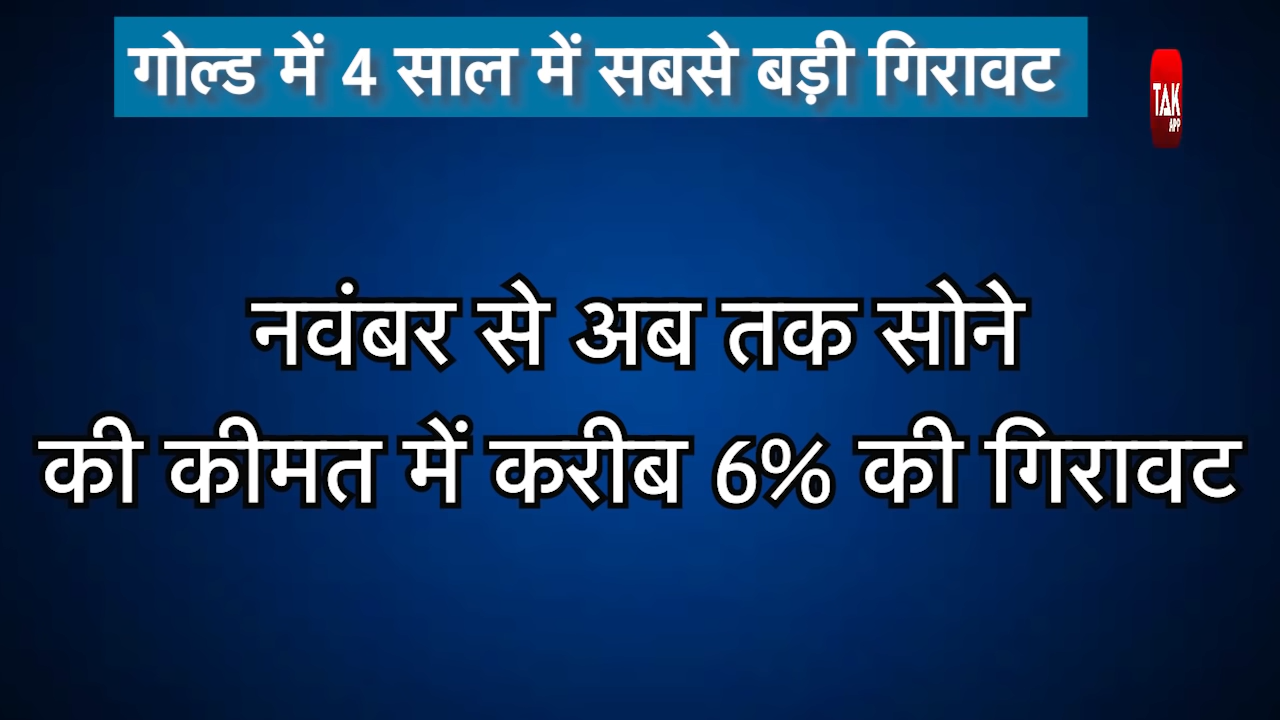 गोल्ड में 4 साल में सबसे बड़ी गिरावट
TAK
APP
नवंबर से अब तक सोने
की कीमत में करीब 6% की गिरावट